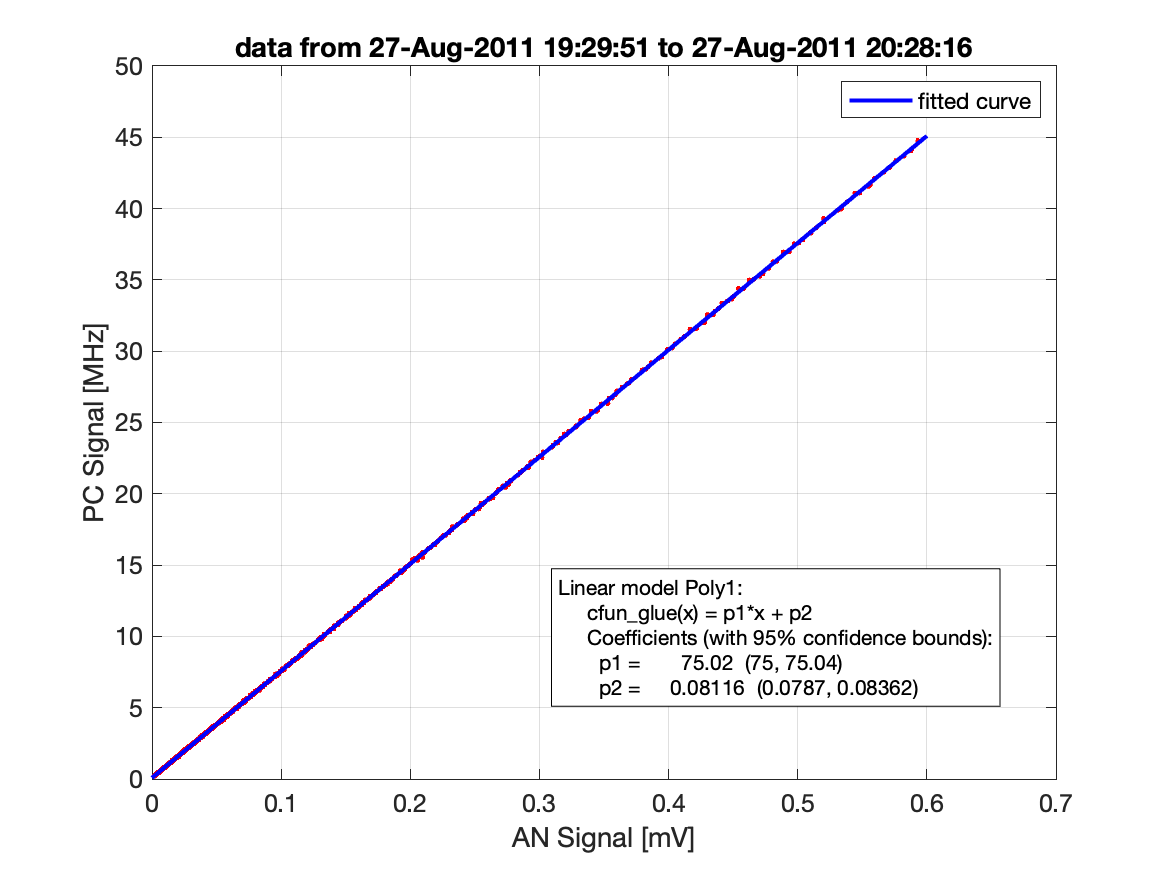 data from 27-Aug-2011 19:29:51 to 27-Aug-2011 20:28:16
fitted curve
50
45
40
35
30
25
20
15
10
5
0
PC Signal [MHz]
Linear model Poly1:
cfun_glue(x) = p1*x + p2
Coefficients (with 95% confidence bounds):
p1 = 75.02 (75, 75.04)
p2 = 0.08116 (0.0787, 0.08362)
0 0.1 0.2 0.3 0.4 0.5 0.6 0.7
AN Signal [mV]